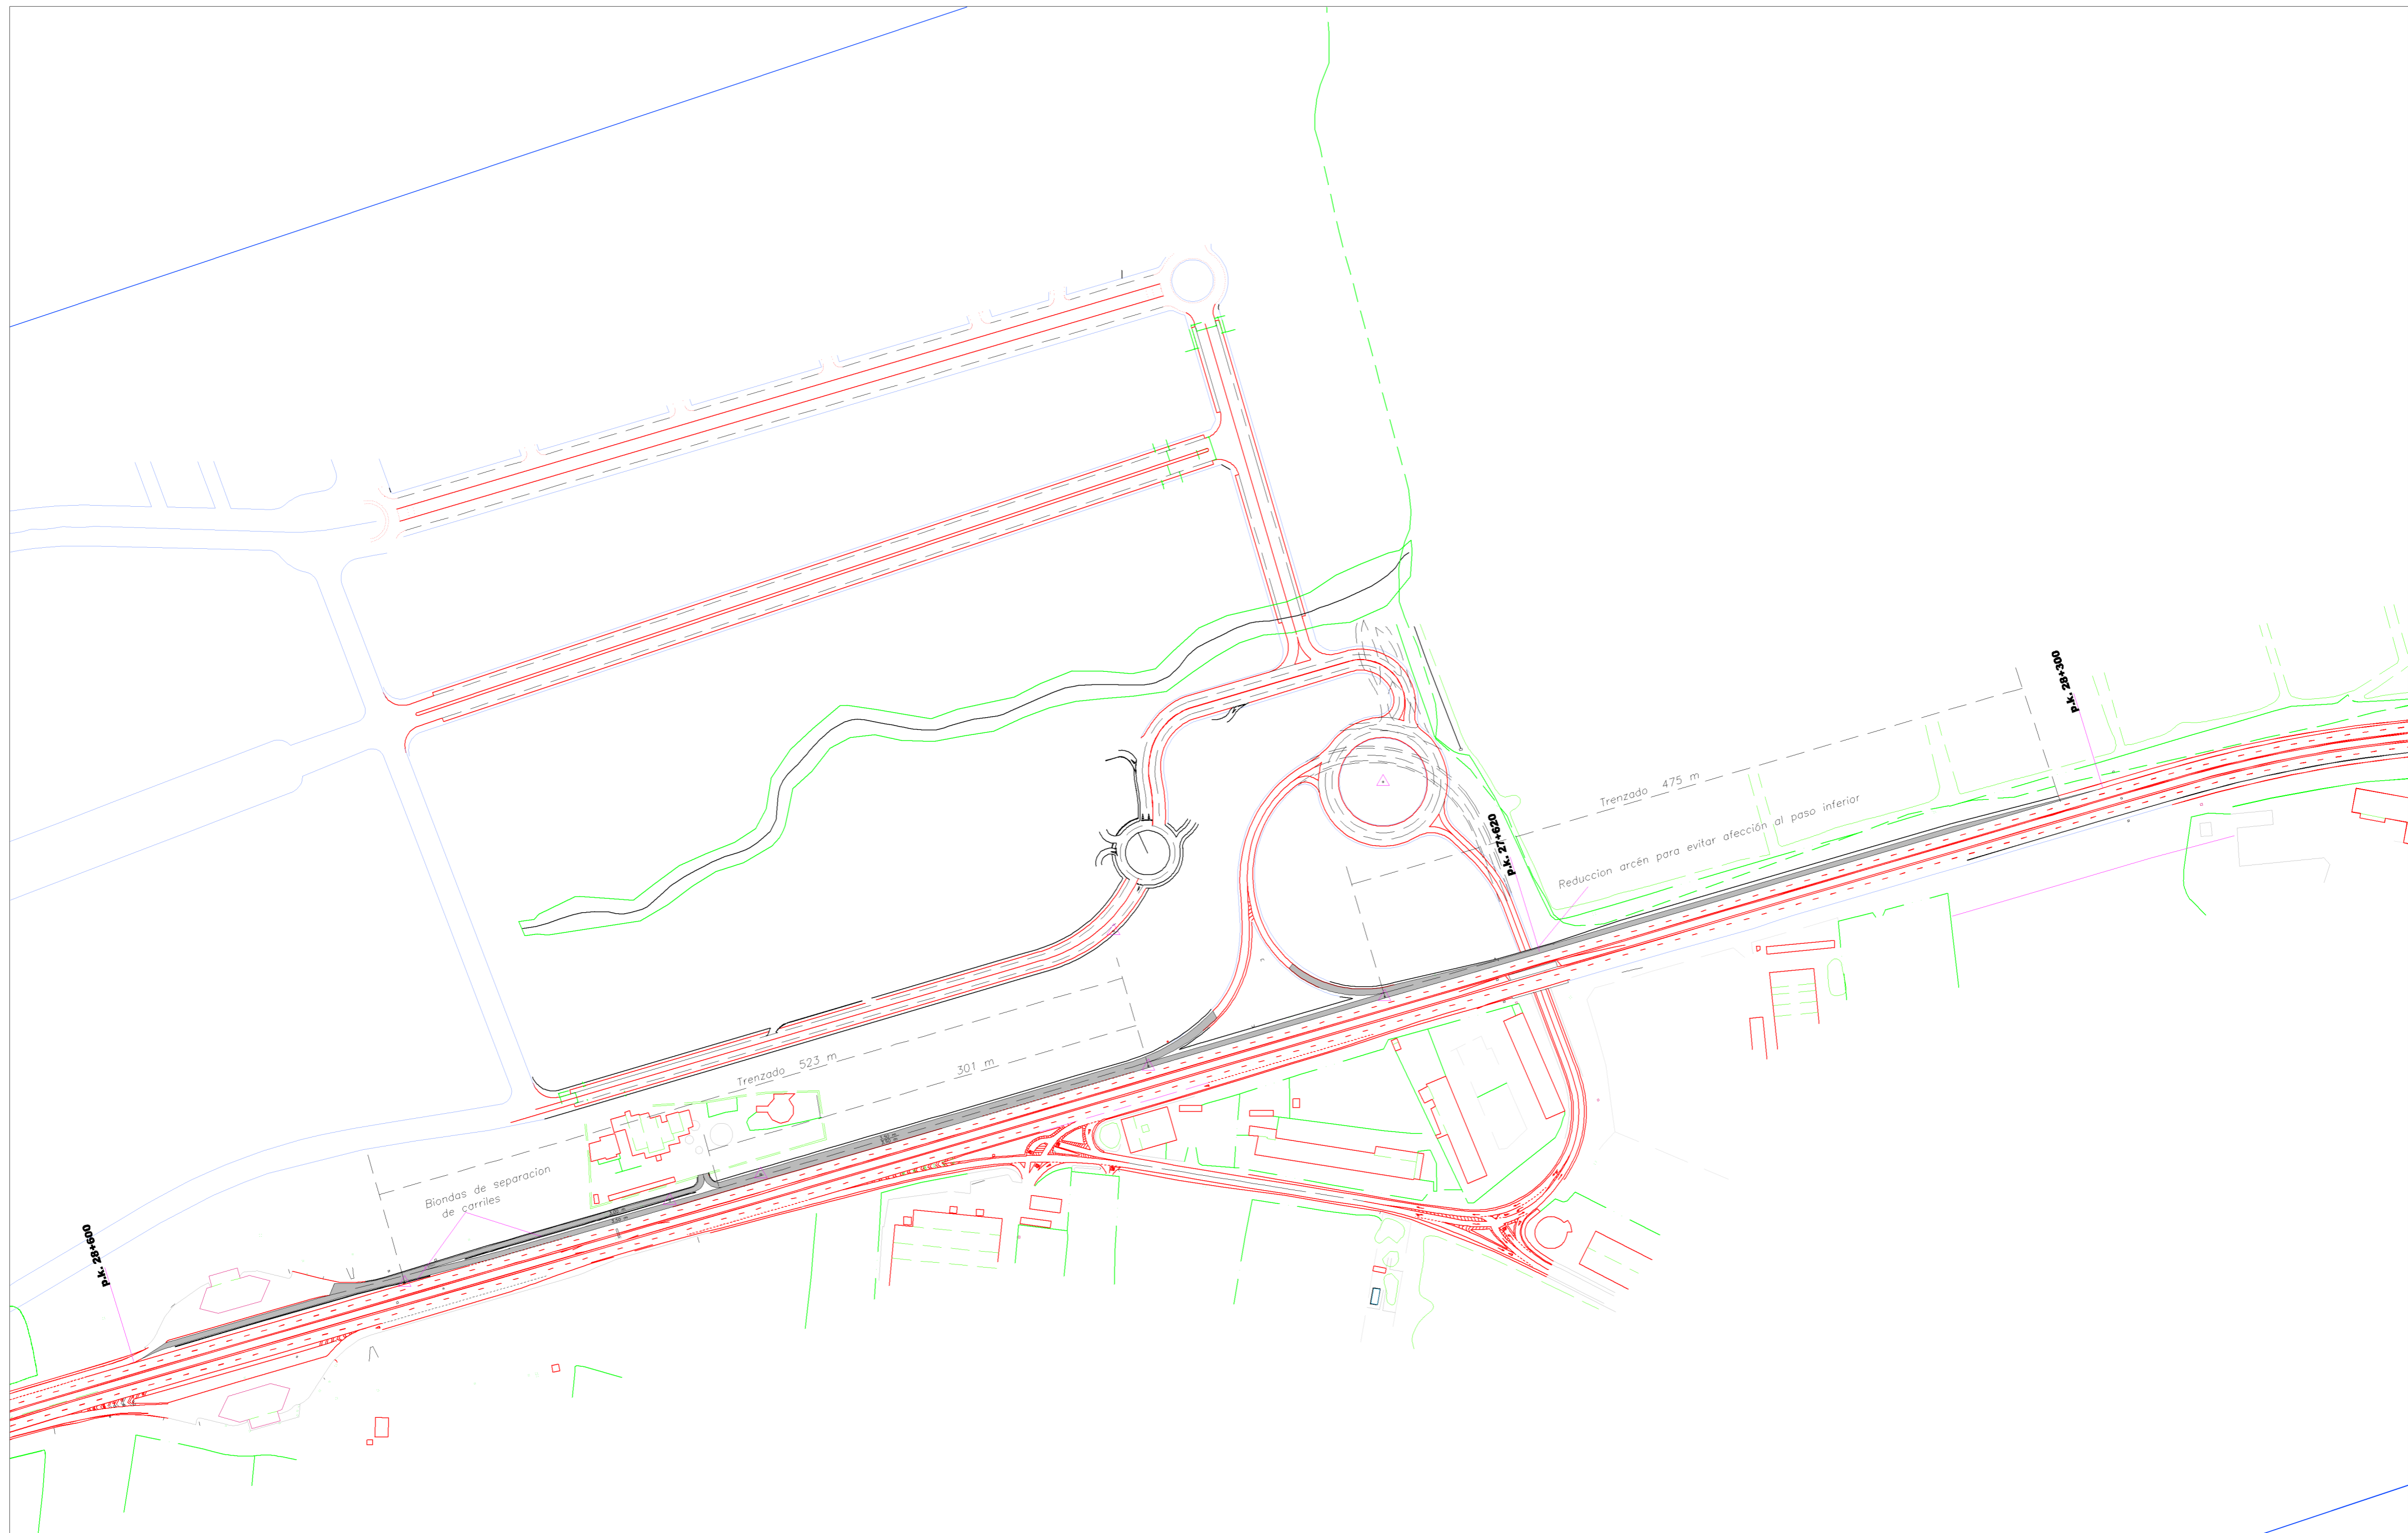 P.k. 28+300
Trenzado 475 m
Reduccion arcén para evitar afección al paso inferior
P.k. 27+620
Trenzado 523 m
301 m
Biondas de separacion
de carriles
P.k. 28+600